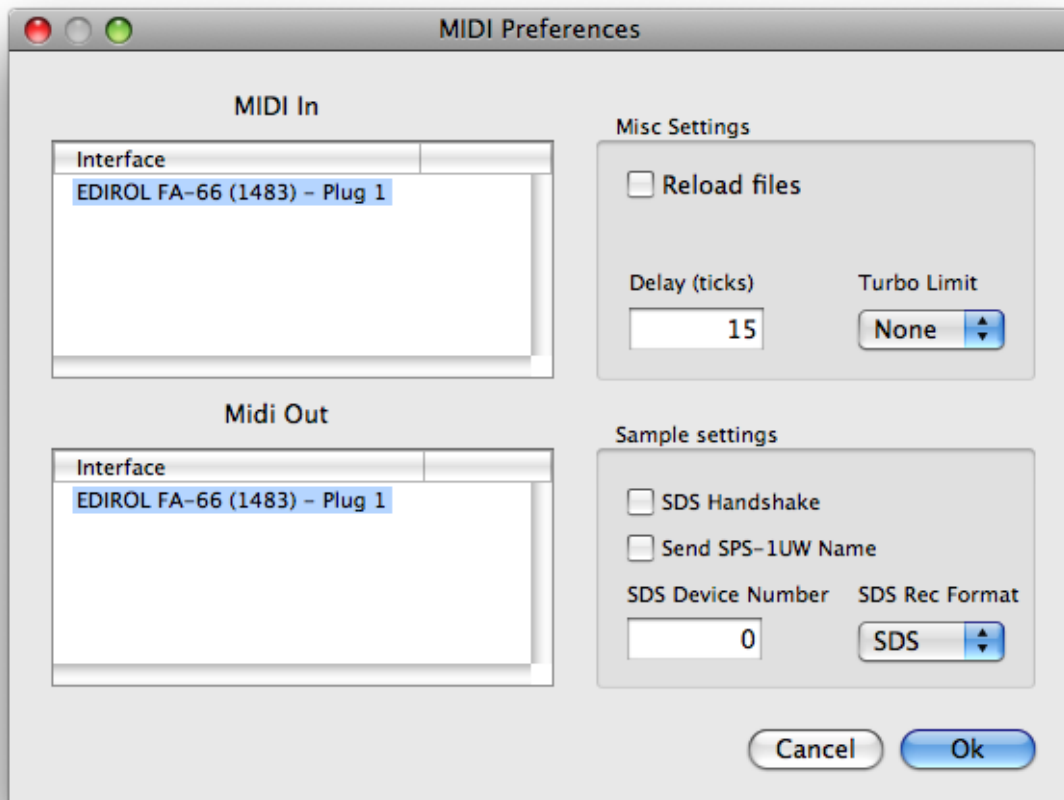 MIDI Preferences
MIDI In
Interface
EDIROL FA-66 (1483) – Plug 1
Misc Settings
Reload files
Delay (ticks)
Turbo Limit
15
None
Midi Out
Interface
EDIROL FA-66 (1483) – Plug 1
Sample settings
SDS Handshake
Send SPS-1UW Name
SDS Device Number
SDS Rec Format
0
SDS
Cancel
Ok